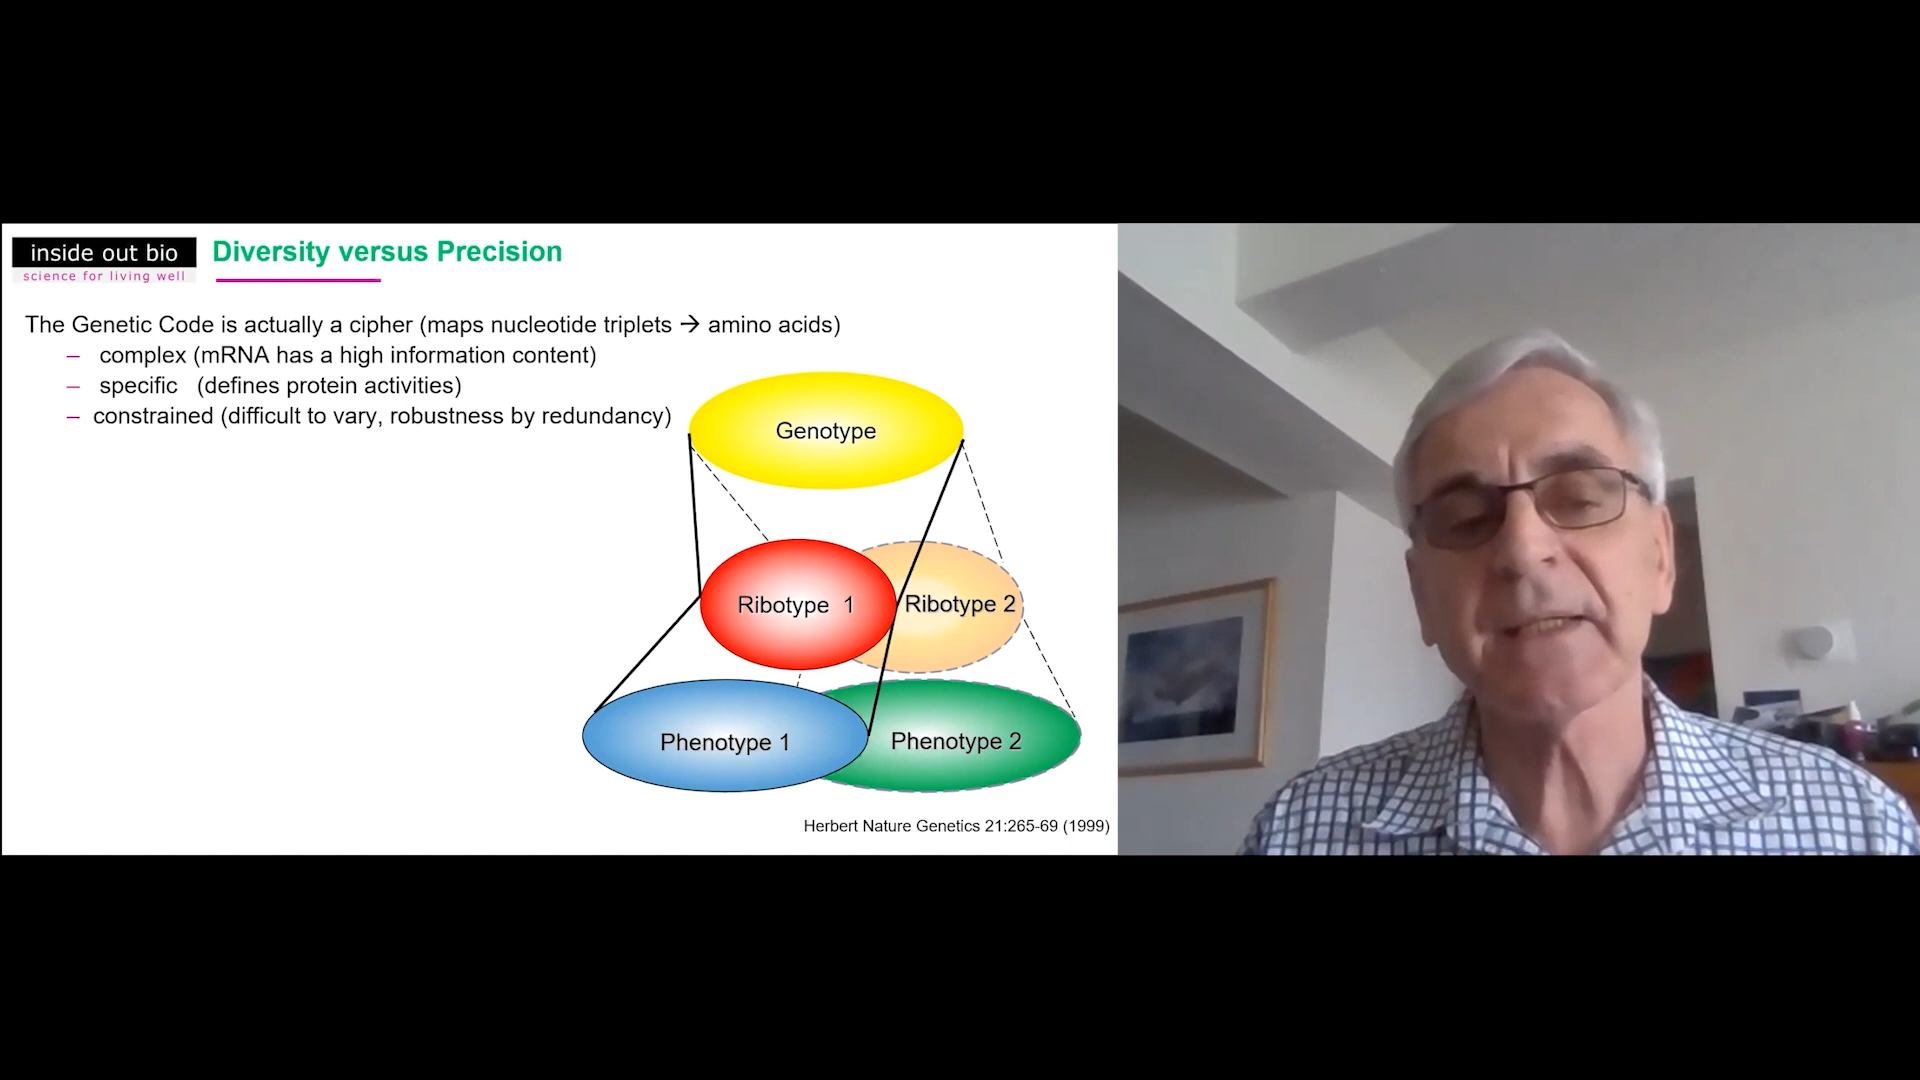 inside out bio
science for living well
Diversity versus Precision
The Genetic Code is actually a cipher (maps nucleotide triplets → amino acids)
– complex (mRNA has a high information content)
– specific (defines protein activities)
– constrained (difficult to vary, robustness by redundancy)
Genotype
Ribotype 1
Ribotype 2
Phenotype 1
Phenotype 2
Herbert Nature Genetics 21:265-69 (1999)